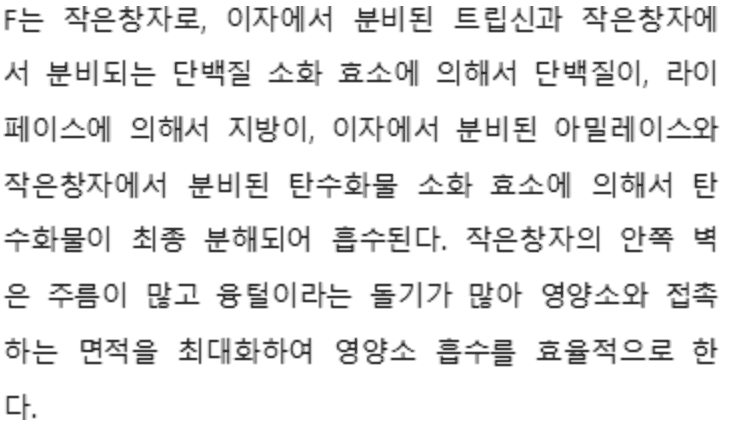 F는 작은창자로, 이자에서 분비된 트립신과 작은창자에
서 분비되는 단백질 소화 효소에 의해서 단백질이, 라이
페이스에 의해서 지방이, 이자에서 분비된 아밀레이스와
작은창자에서 분비된 탄수화물 소화 효소에 의해서 탄
수화물이 최종 분해되어 흡수된다. 작은창자의 안쪽 벽
은 주름이 많고 융털이라는 돌기가 많아 영양소와 접촉
하는 면적을 최대화하여 영양소 흡수를 효율적으로 한
다.